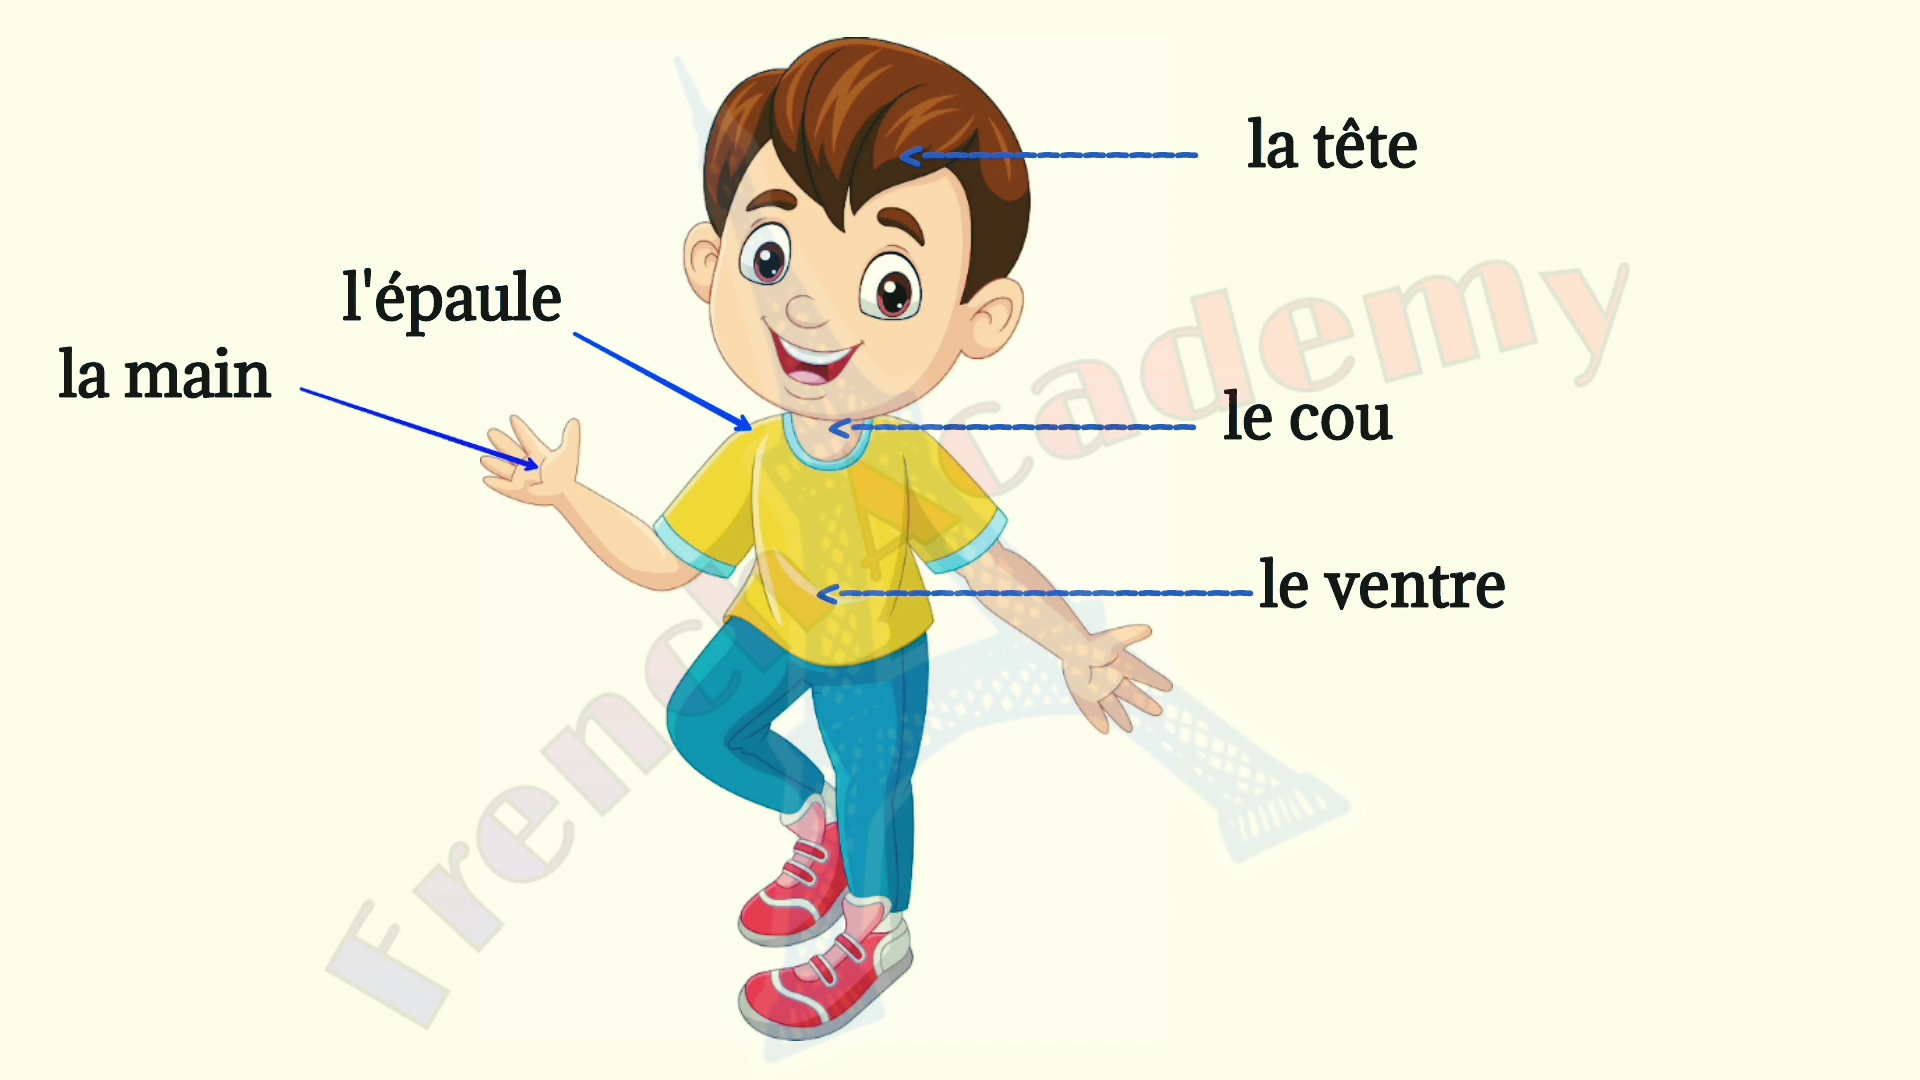 la tête
l'épaule
la main
le cou
le ventre
French Academy